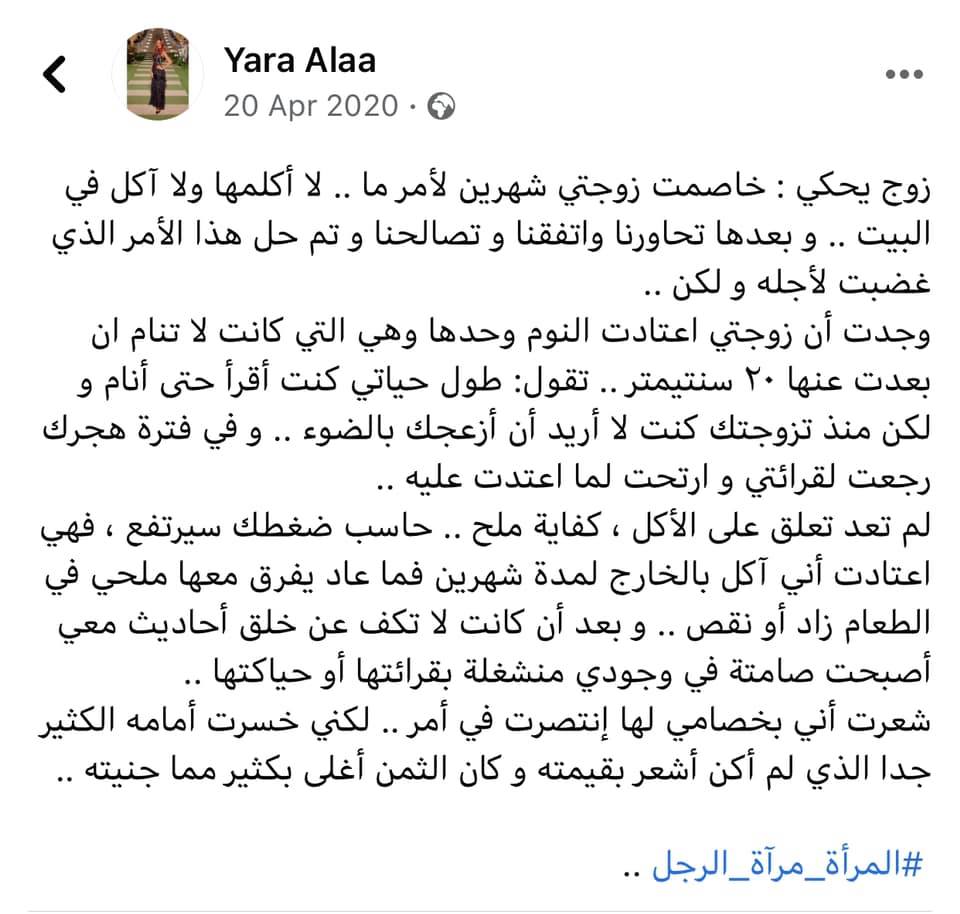 Yara Alaa
20 Apr 2020 ·
زوج يحكي : خاصمت زوجتي شهرين لأمر ما .. لا أكلمها ولا آكل في
البيت .. و بعدها تحاورنا واتفقنا و تصالحنا و تم حل هذا الأمر الذي
غضبت لأجله و لكن ..
وجدت أن زوجتي اعتادت النوم وحدها وهي التي كانت لا تنام ان
بعدت عنها ٢٠ سنتيمتر .. تقول: طول حياتي كنت أقرأ حتى أنام و
لكن منذ تزوجتك كنت لا أريد أن أزعجك بالضوء .. و في فترة هجرك
رجعت لقرائتي و ارتحت لما اعتدت عليه ..
لم تعد تعلق على الأكل ، كفاية ملح .. حاسب ضغطك سيرتفع ، فهي
اعتادت أني آكل بالخارج لمدة شهرين فما عاد يفرق معها ملحي في
الطعام زاد أو نقص .. و بعد أن كانت لا تكف عن خلق أحاديث معي
أصبحت صامتة في وجودي منشغلة بقرائتها أو حياكتها ..
شعرت أني بخصامي لها إنتصرت في أمر .. لكني خسرت أمامه الكثير
جدا الذي لم أكن أشعر بقيمته و كان الثمن أغلى بكثير مما جنيته ..
#المرأة_مرآة_الرجل ..